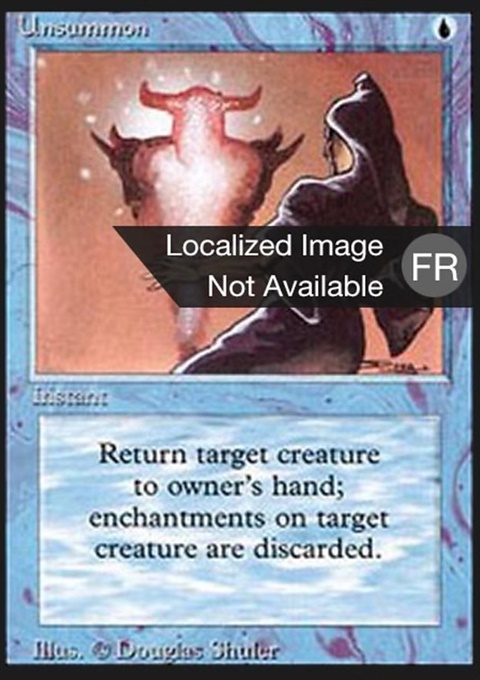 Unsummon
Localized Image
Not Available
FR
Instant
Return target creature
to owner's hand;
enchantments on target
creature are discarded.
Illus. © Douglas Shuler